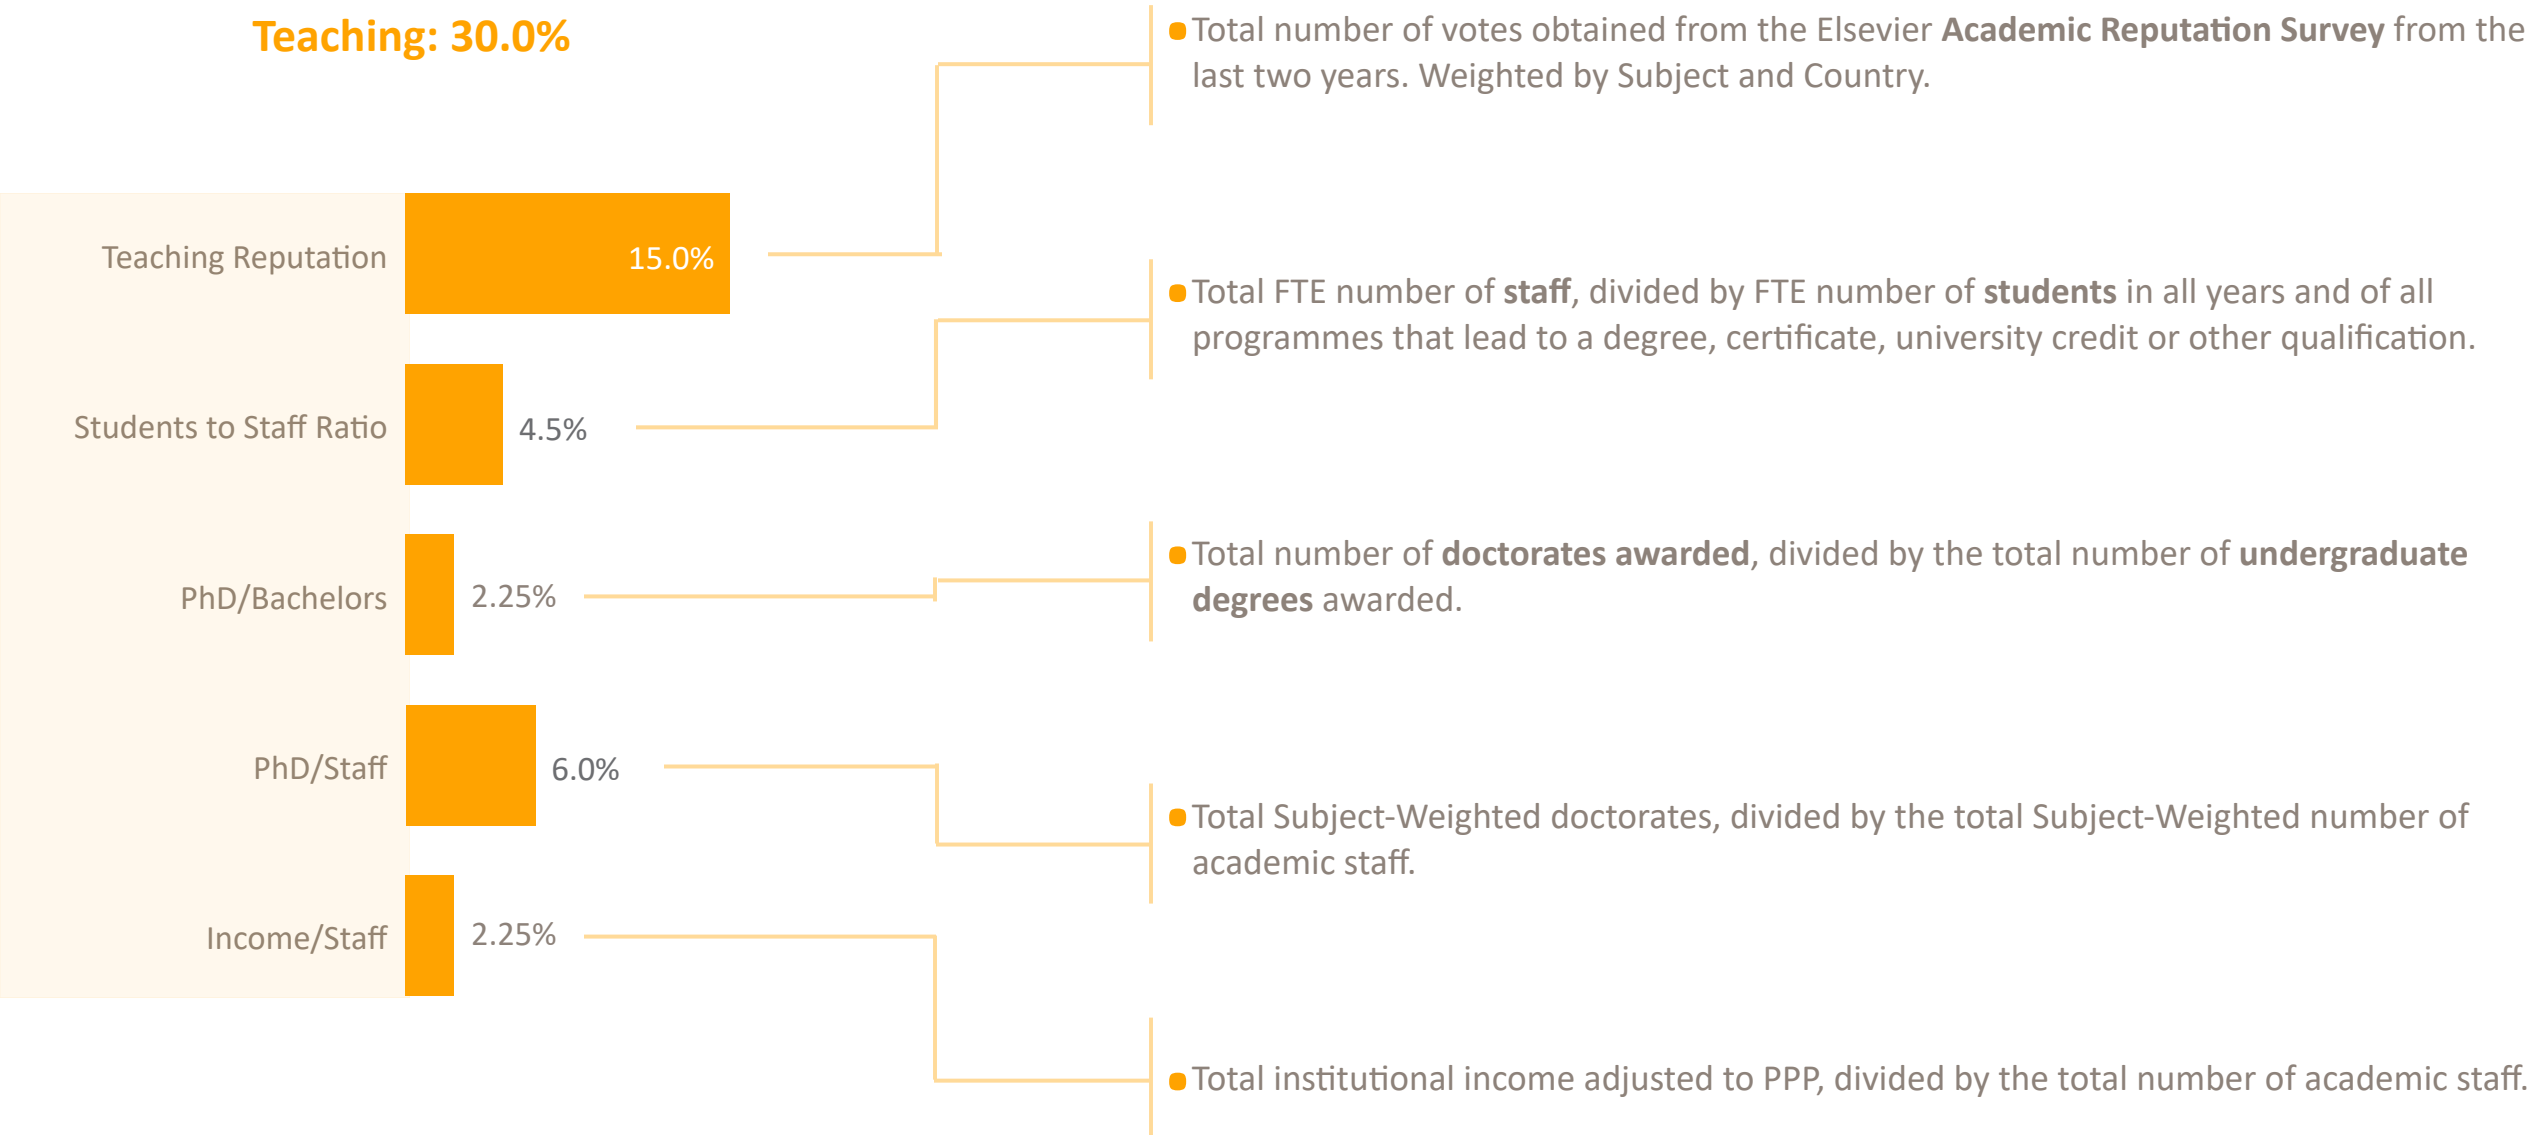 Teaching: 30.0%
Total number of votes obtained from the Elsevier Academic Reputation Survey from the
last two years. Weighted by Subject and Country.
Teaching Reputation
15.0%
Total FTE number of staff, divided by FTE number of students in all years and of all
programmes that lead to a degree, certificate, university credit or other qualification.
Students to Staff Ratio
4.5%
Total number of doctorates awarded, divided by the total number of undergraduate
degrees awarded.
PhD/Bachelors
2.25%
PhD/Staff
6.0%
Total Subject-Weighted doctorates, divided by the total Subject-Weighted number of
academic staff.
Income/Staff
2.25%
Total institutional income adjusted to PPP, divided by the total number of academic staff.